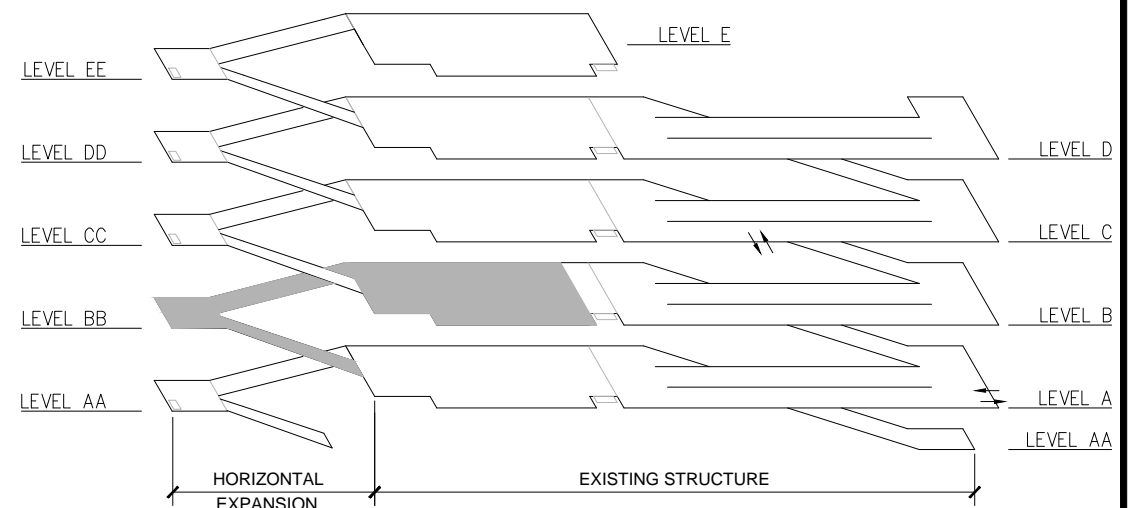 LEVEL E
LEVEL EE
LEVEL DD
LEVEL D
LEVEL CC
LEVEL C
LEVEL BB
LEVEL B
LEVEL AA
LEVEL A
LEVEL AA
HORIZONTAL
EXPANSION
EXISTING STRUCTURE